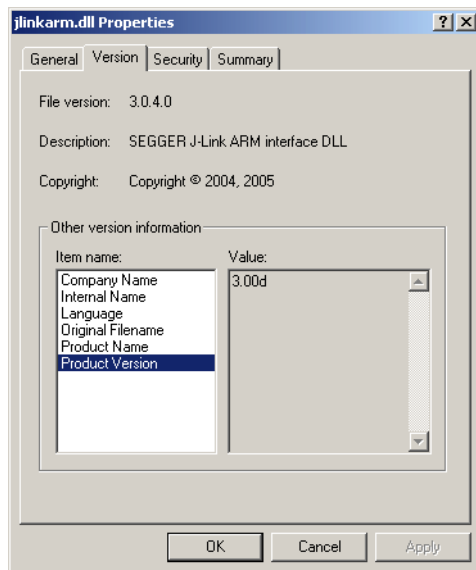 jlinkarm.dll Properties
? X
General Version Security Summary
File version: 3.0.4.0
Description: SEGGER J-Link ARM interface DLL
Copyright: Copyright © 2004, 2005
Other version information
Item name: Value:
Company Name 3.00d
Internal Name
Language
Original Filename
Product Name
Product Version
OK Cancel Apply